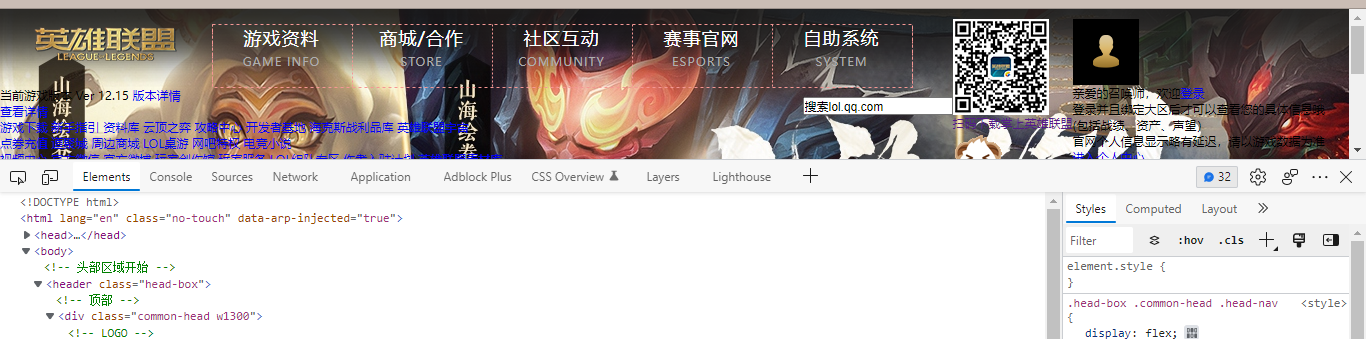 英雄联盟
LEAGUE OF LEGENDS
游戏资料 商城/合作 社区互动 赛事官网 自助系统
GAME INFO STORE COMMUNITY ESPORTS SYSTEM
山海绘卷
山海绘卷
当前游戏版本 Ver 12.15 版本详情
查看详情
搜索lol.qq.com
扫码下载掌上英雄联盟
亲爱的召唤师，欢迎登录
登录并且绑定大区后才可以查看您的具体信息哦
(包括战绩、资产、声望)
官网个人信息显示略有延迟，请以游戏数据为准
游戏下载 新手指引 资料库 云顶之弈 攻略中心 开发者基地 海克斯战利品库 英雄联盟
点券充值 道聚城 周边商城 LOL桌游 网吧特权 电竞小说
Elements Console Sources Network Application Adblock Plus CSS Overview Layers Lighthouse 32
<!DOCTYPE html>
<html lang="en" class="no-touch" data-arp-injected="true">
<head>…</head>
<body>
<!-- 头部区域开始 -->
<header class="head-box">
<!-- 顶部 -->
<div class="common-head w1300">
<!-- LOGO -->
Styles Computed Layout
Filter :hov .cls
element.style {
}
.head-box .common-head .head-nav <style>
{
display: flex;